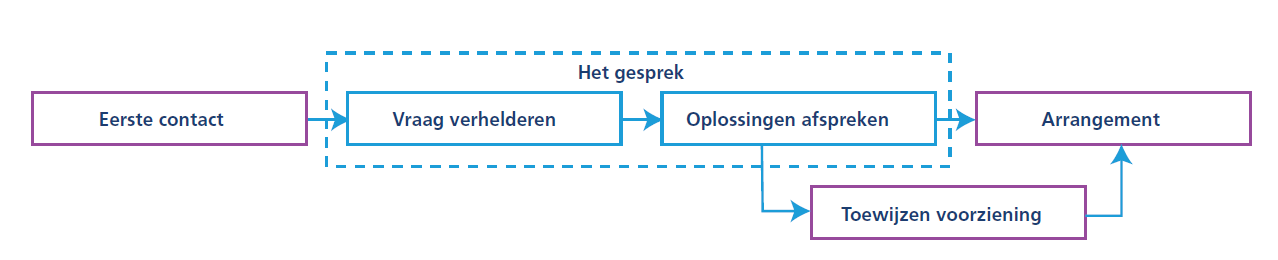 Het gesprek
Eerste contact
Vraag verhelderen
Oplossingen afspreken
Arrangement
Toewijzen voorziening